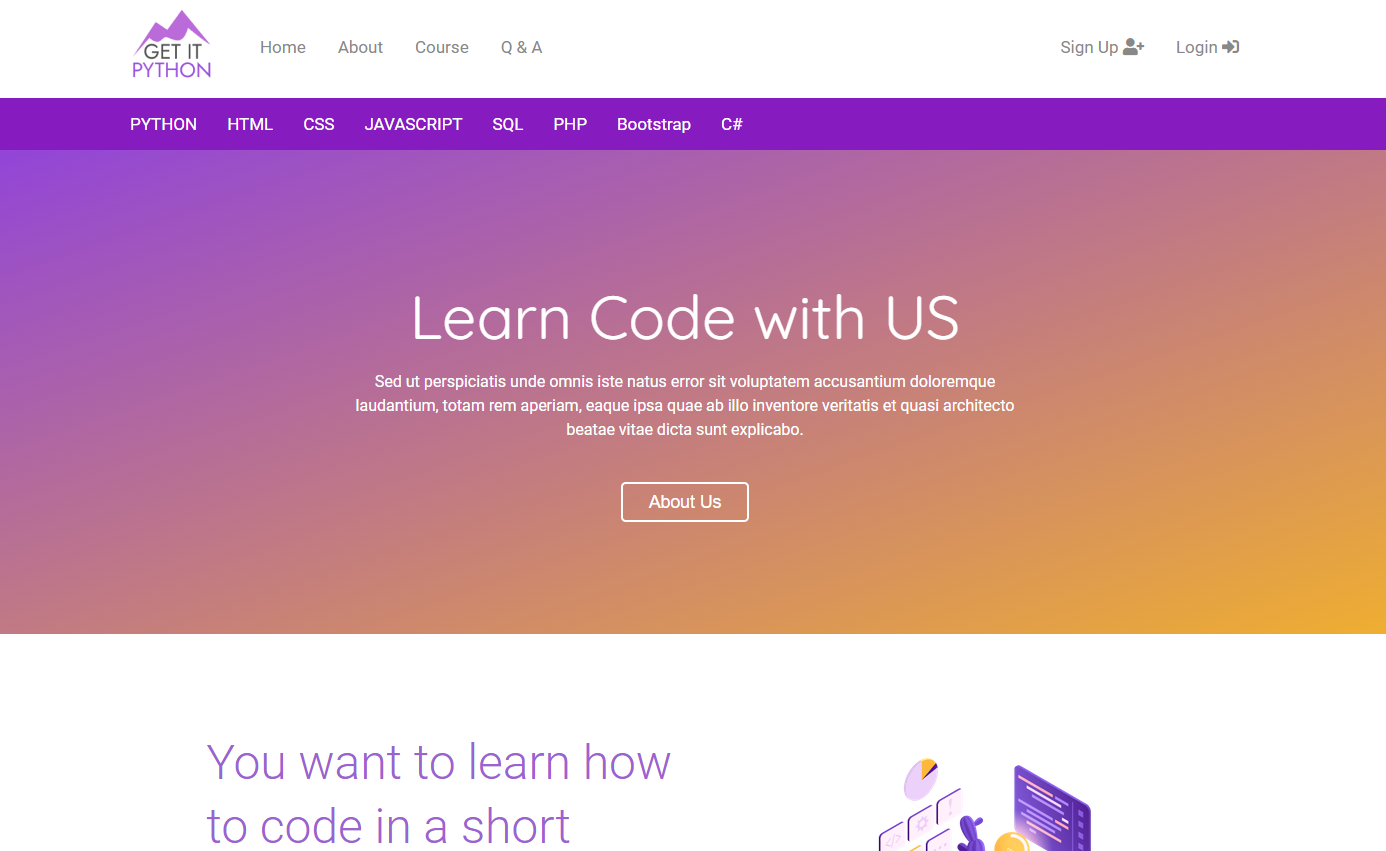 GET IT
PYTHON
Home About Course Q & A
Sign Up Login
PYTHON HTML CSS JAVASCRIPT SQL PHP Bootstrap C#
Learn Code with US
Sed ut perspiciatis unde omnis iste natus error sit voluptatem accusantium doloremque
laudantium, totam rem aperiam, eaque ipsa quae ab illo inventore veritatis et quasi architecto
beatae vitae dicta sunt explicabo.
About Us
You want to learn how
to code in a short